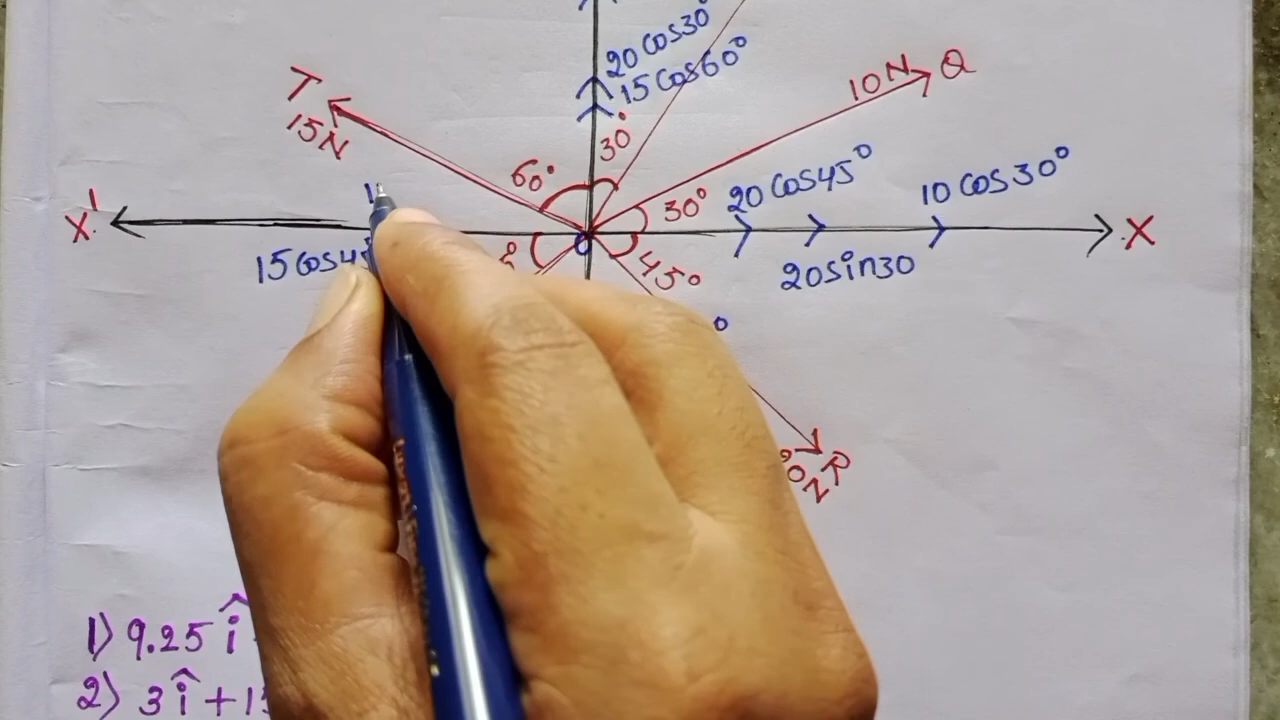 20 cos30°
15 cos60°
10N Q
T
15N
30°
60°
30°
20 cos45°
10 cos30°
X'
X
O
45°
20sin30
R
N
1) 9.25 î
2) 3 î +